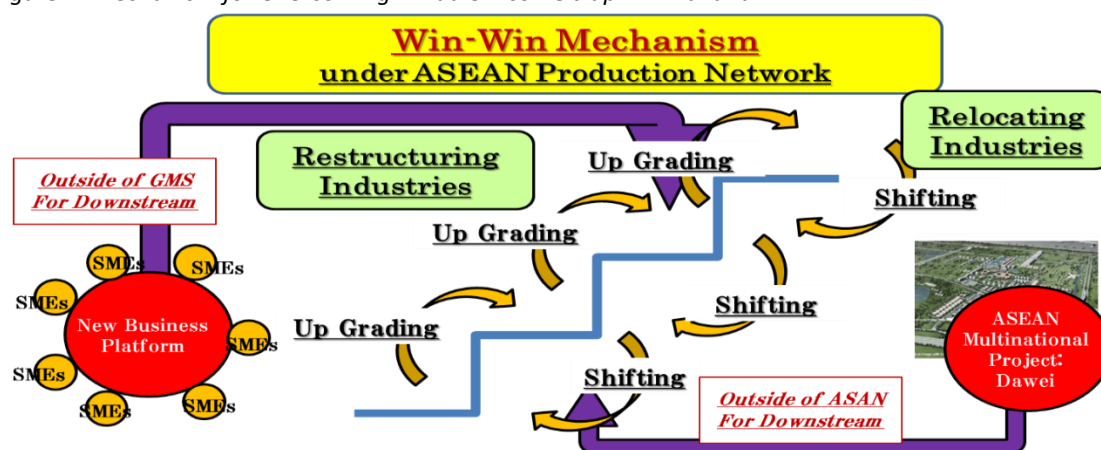 Win-Win Mechanism
under ASEAN Production Network
Restructuring
Industries
Relocating
Industries
Outside of GMS
For Downstream
Up Grading
Shifting
Up Grading
SMEs
SMEs
SMEs
New Business
Platform
SMEs
SMEs
SMEs
SMEs
Up Grading
Shifting
Shifting
ASEAN
Multinational
Project:
Dawei
Outside of ASAN
For Downstream